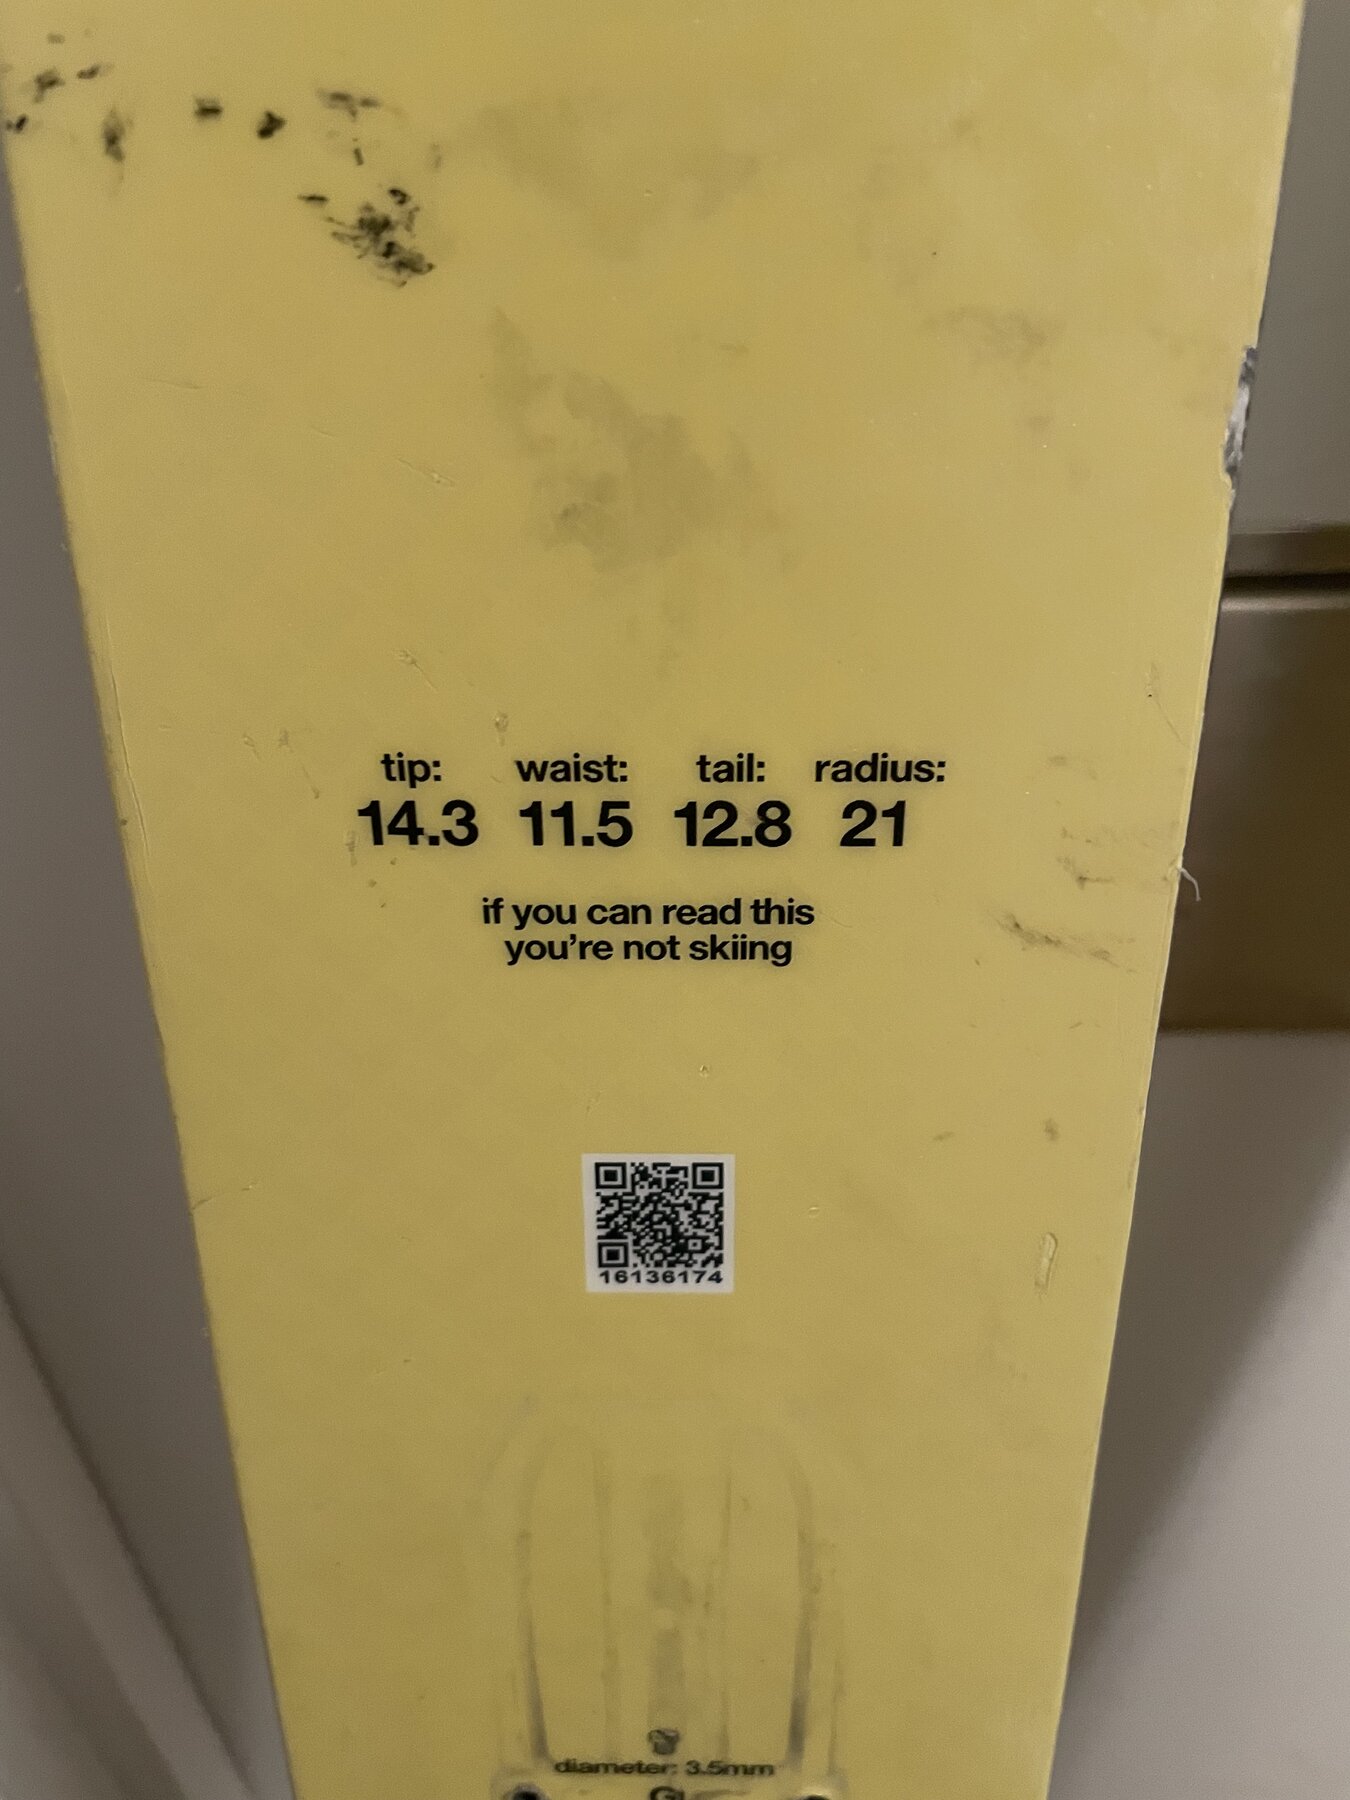 tip: waist: tail: radius:
14.3 11.5 12.8 21
if you can read this
you're not skiing
16136174
diameter: 3.5mm